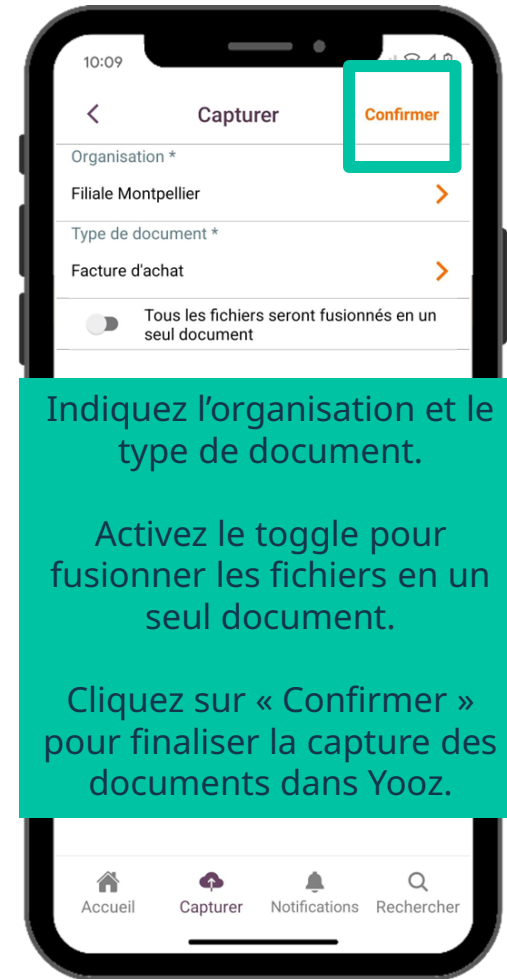 10:09
Capturer
Confirmer
Organisation *
Filiale Montpellier
Type de document *
Facture d'achat
Tous les fichiers seront fusionnés en un
seul document
Indiquez l’organisation et le
type de document.
Activez le toggle pour
fusionner les fichiers en un
seul document.
Cliquez sur « Confirmer »
pour finaliser la capture des
documents dans Yooz.
Accueil
Capturer
Notifications
Rechercher